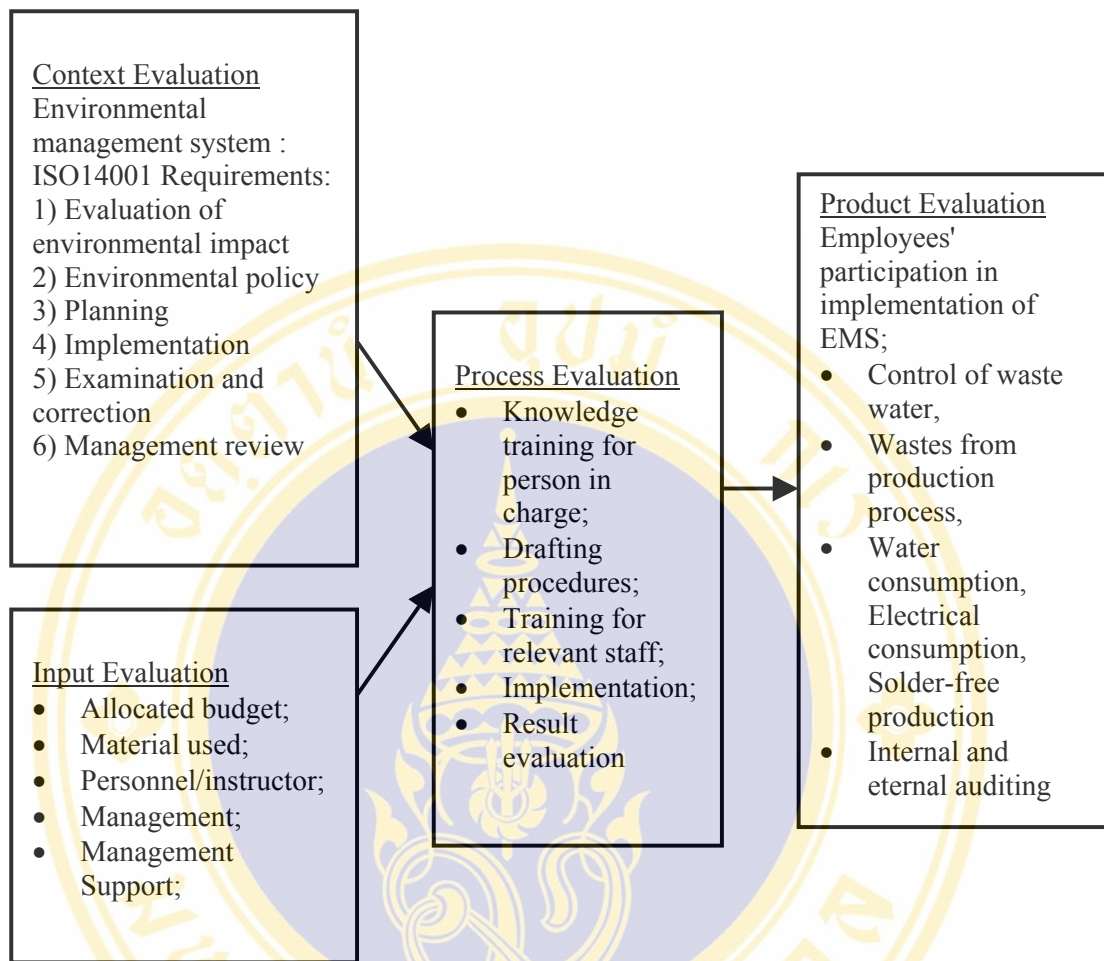 Context Evaluation
Environmental
management system :
ISO14001 Requirements:
1) Evaluation of
environmental impact
2) Environmental policy
3) Planning
4) Implementation
5) Examination and
correction
6) Management review
Input Evaluation
• Allocated budget;
• Material used;
• Personnel/instructor;
• Management;
• Management
Support;
Process Evaluation
• Knowledge
training for
person in
charge;
• Drafting
procedures;
• Training for
relevant staff;
• Implementation;
• Result
evaluation
Product Evaluation
Employees'
participation in
implementation of
EMS;
• Control of waste
water,
• Wastes from
production
process,
• Water
consumption,
Electrical
consumption,
Solder-free
production
• Internal and
eternal auditing